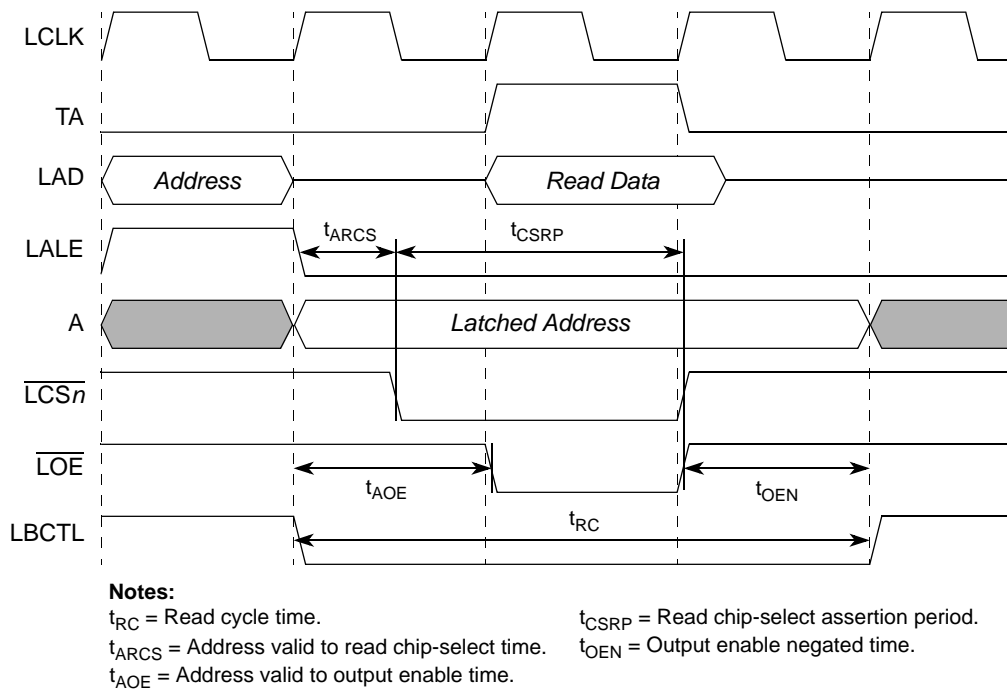 LCLK
TA
LAD Address Read Data
tARCS tCSRP
LALE
A Latched Address
LCSn
LOE
tAOE tOEN
tRC
LBCTL
Notes:
tRC = Read cycle time. tCSRP = Read chip-select assertion period.
tARCS = Address valid to read chip-select time. tOEN = Output enable negated time.
tAOE = Address valid to output enable time.